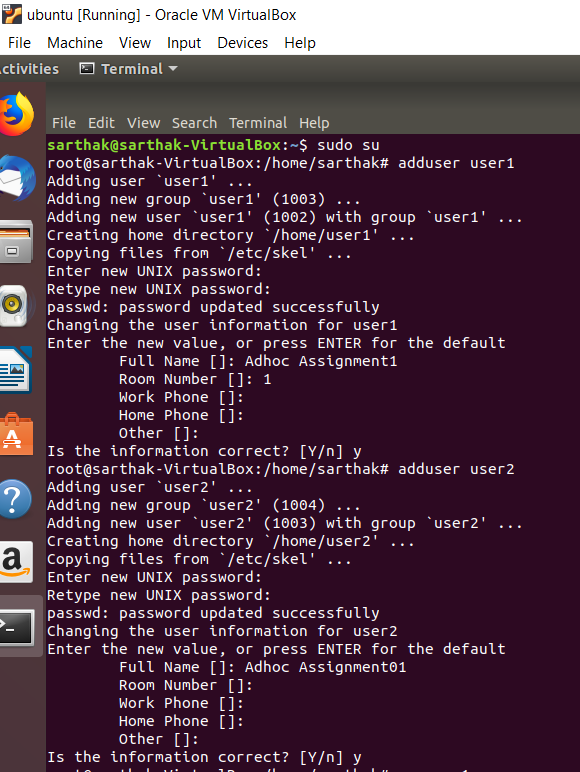 ubuntu [Running] - Oracle VM VirtualBox
File Machine View Input Devices Help
ctivities Terminal
File Edit View Search Terminal Help
sarthak@sarthak-VirtualBox:~$ sudo su
root@sarthak-VirtualBox:/home/sarthak# adduser user1
Adding user `user1' ...
Adding new group `user1' (1003) ...
Adding new user `user1' (1002) with group `user1' ...
Creating home directory `/home/user1' ...
Copying files from `/etc/skel' ...
Enter new UNIX password:
Retype new UNIX password:
passwd: password updated successfully
Changing the user information for user1
Enter the new value, or press ENTER for the default
Full Name []: Adhoc Assignment1
Room Number []: 1
Work Phone []:
Home Phone []:
Other []:
Is the information correct? [Y/n] y
root@sarthak-VirtualBox:/home/sarthak# adduser user2
Adding user `user2' ...
Adding new group `user2' (1004) ...
Adding new user `user2' (1003) with group `user2' ...
Creating home directory `/home/user2' ...
Copying files from `/etc/skel' ...
Enter new UNIX password:
Retype new UNIX password:
passwd: password updated successfully
Changing the user information for user2
Enter the new value, or press ENTER for the default
Full Name []: Adhoc Assignment01
Room Number []:
Work Phone []:
Home Phone []:
Other []:
Is the information correct? [Y/n] y